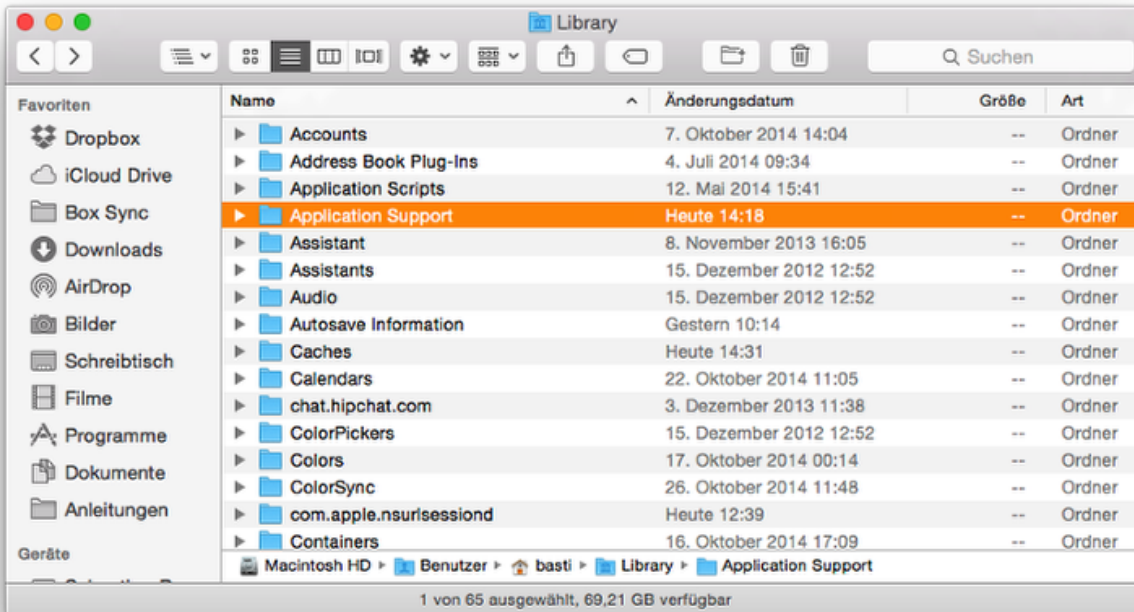 Library
Suchen
Favoriten
Dropbox
iCloud Drive
Box Sync
Downloads
AirDrop
Bilder
Schreibtisch
Filme
Programme
Dokumente
Anleitungen
Geräte
Name Änderungsdatum Größe Art
Accounts 7. Oktober 2014 14:04 -- Ordner
Address Book Plug-Ins 4. Juli 2014 09:34 -- Ordner
Application Scripts 12. Mai 2014 15:41 -- Ordner
Application Support Heute 14:18 -- Ordner
Assistant 8. November 2013 16:05 -- Ordner
Assistants 15. Dezember 2012 12:52 -- Ordner
Audio 15. Dezember 2012 12:52 -- Ordner
Autosave Information Gestern 10:14 -- Ordner
Caches Heute 14:31 -- Ordner
Calendars 22. Oktober 2014 11:05 -- Ordner
chat.hipchat.com 3. Dezember 2013 11:38 -- Ordner
ColorPickers 15. Dezember 2012 12:52 -- Ordner
Colors 17. Oktober 2014 00:14 -- Ordner
ColorSync 26. Oktober 2014 11:48 -- Ordner
com.apple.nsurlsessiond Heute 12:39 -- Ordner
Containers 16. Oktober 2014 17:09 -- Ordner
Macintosh HD ▸ Benutzer ▸ basti ▸ Library ▸ Application Support
1 von 65 ausgewählt, 69,21 GB verfügbar